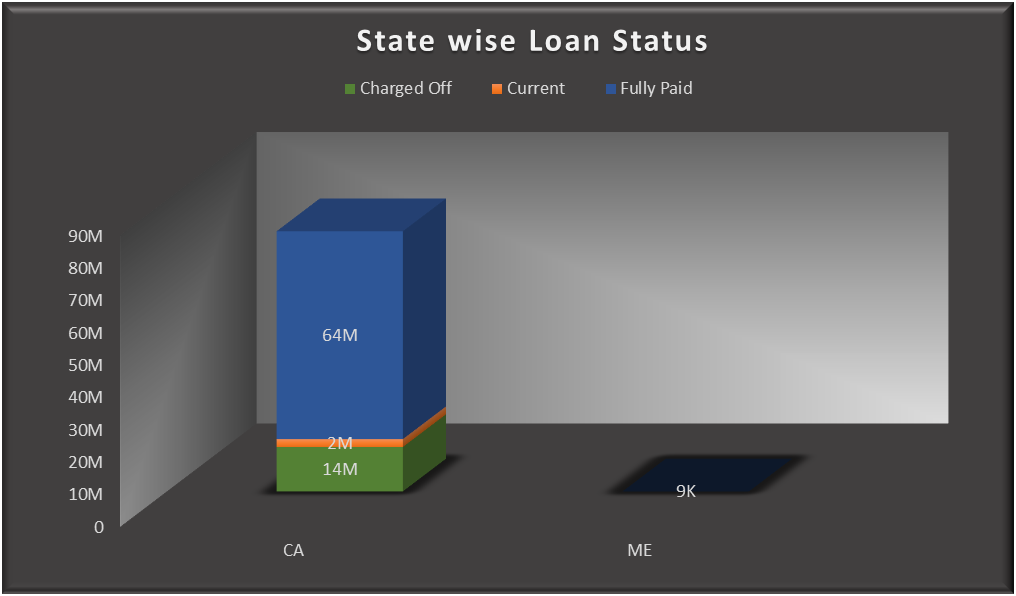 State wise Loan Status
Charged Off Current Fully Paid
90M
80M
70M
60M
50M
40M
30M
20M
10M
0
64M
2M
14M
9K
CA ME